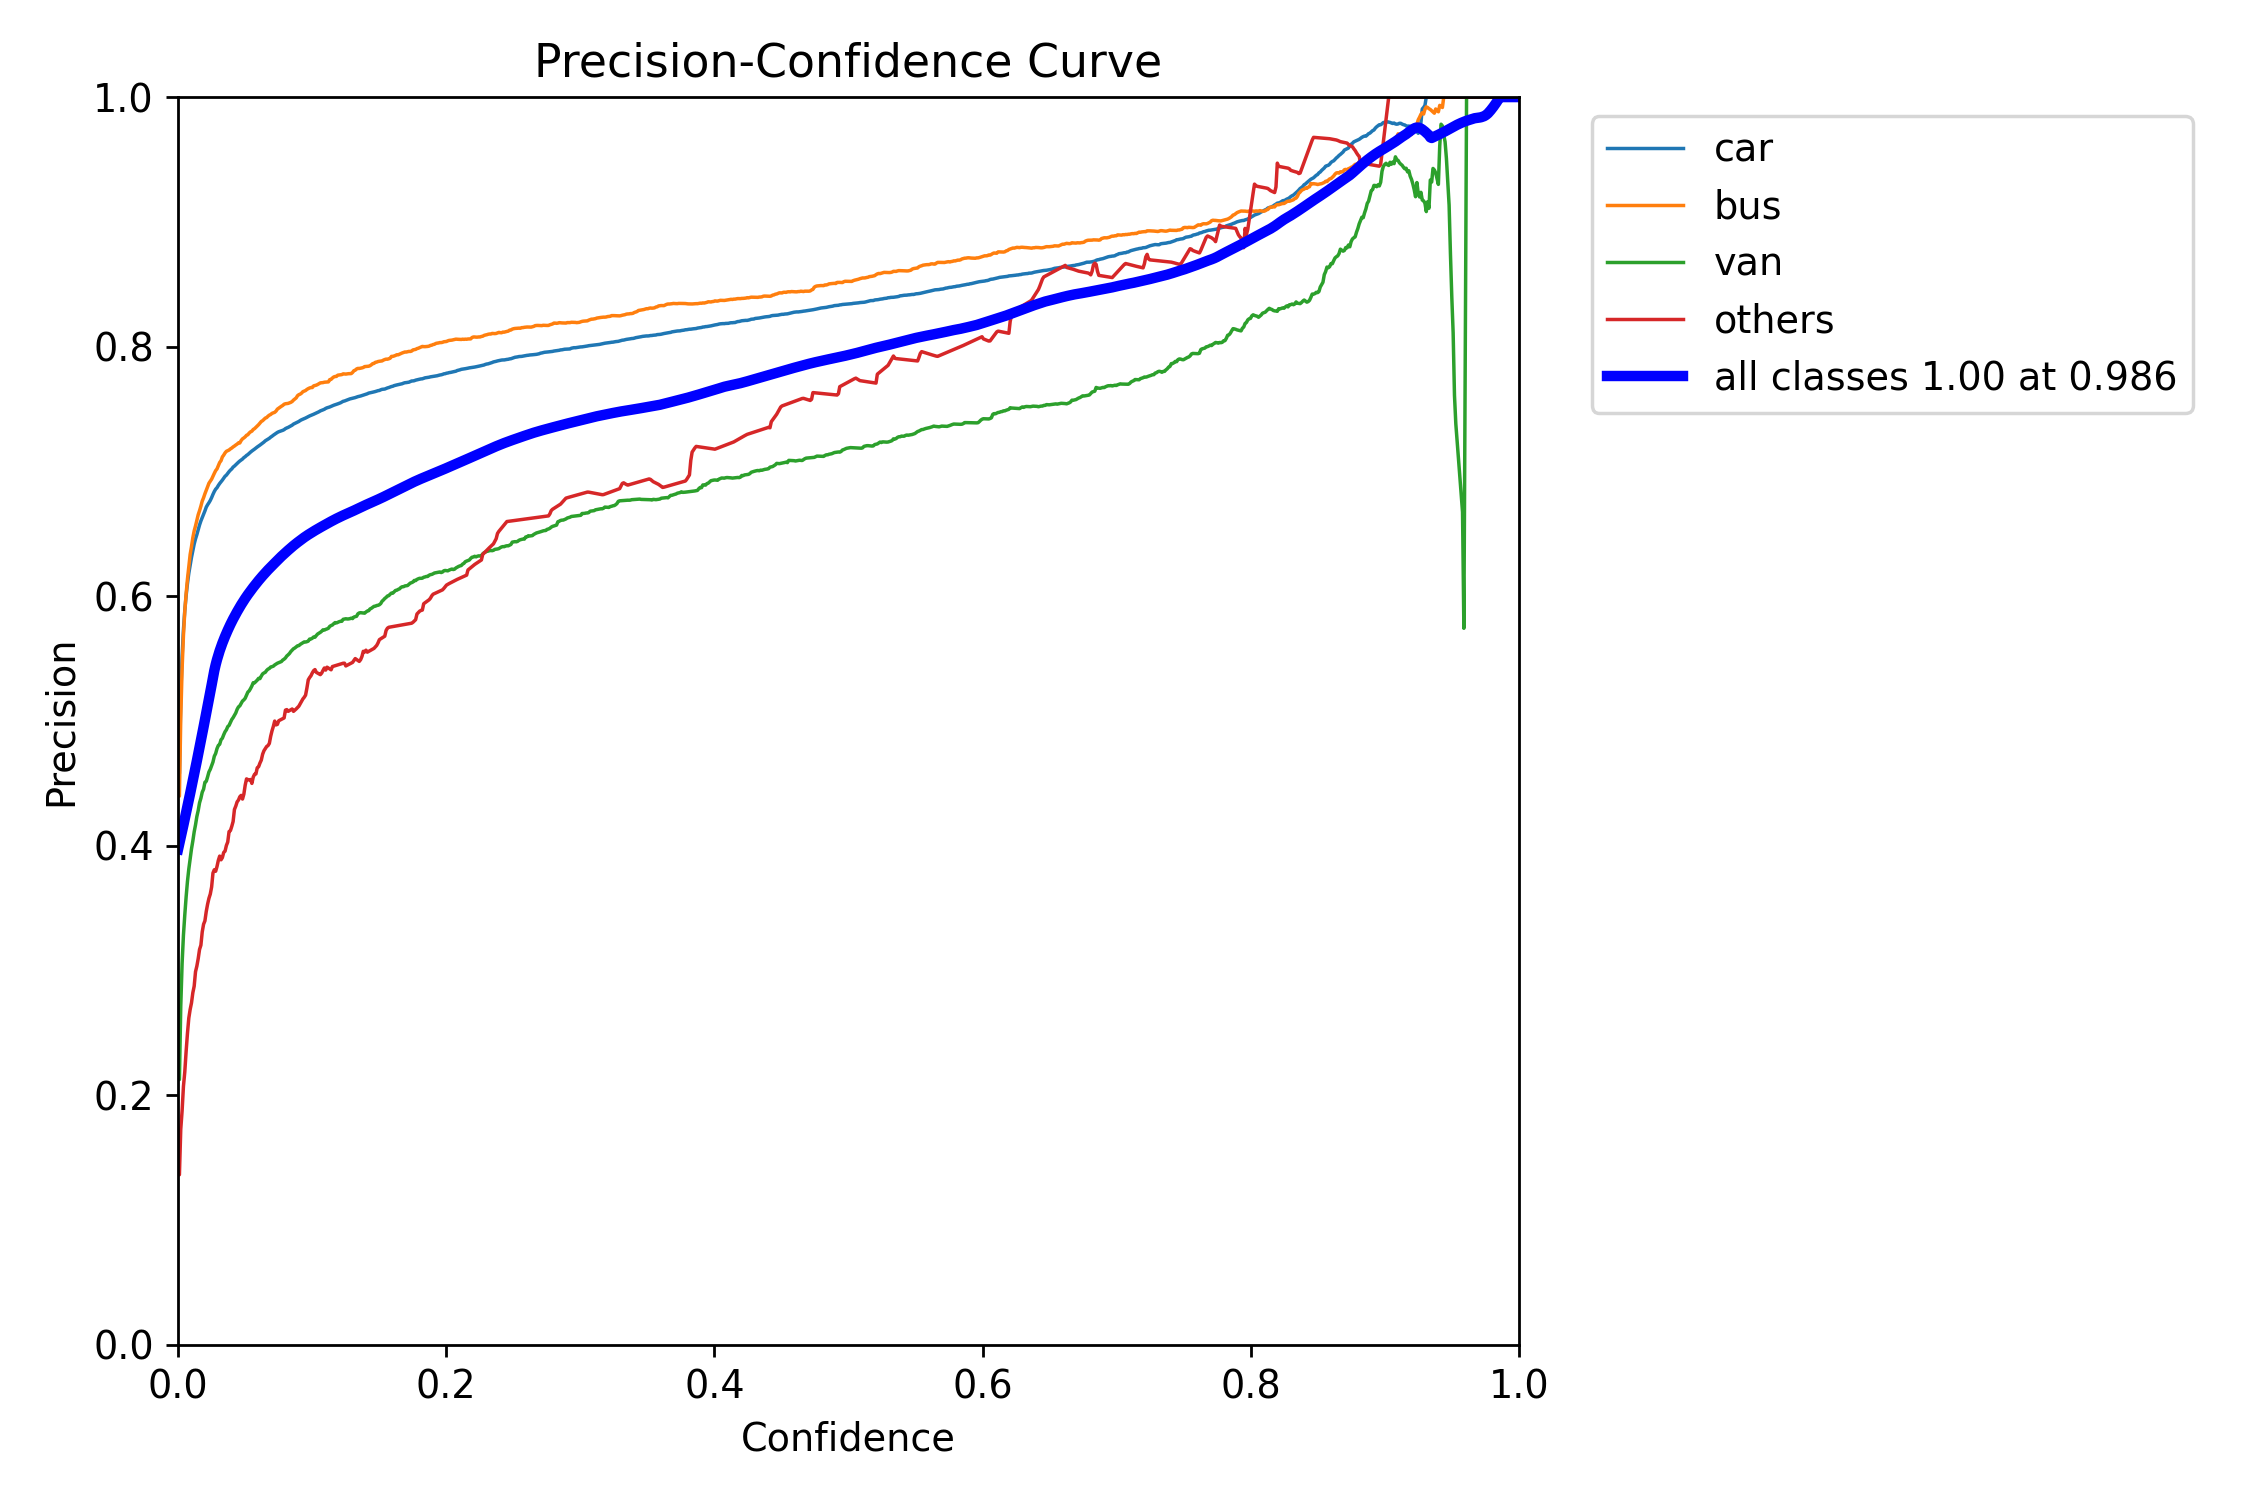 Precision-Confidence Curve
1.0
0.8
0.6
0.4
0.2
0.0
Precision
0.0 0.2 0.4 0.6 0.8 1.0
Confidence
car
bus
van
others
all classes 1.00 at 0.986